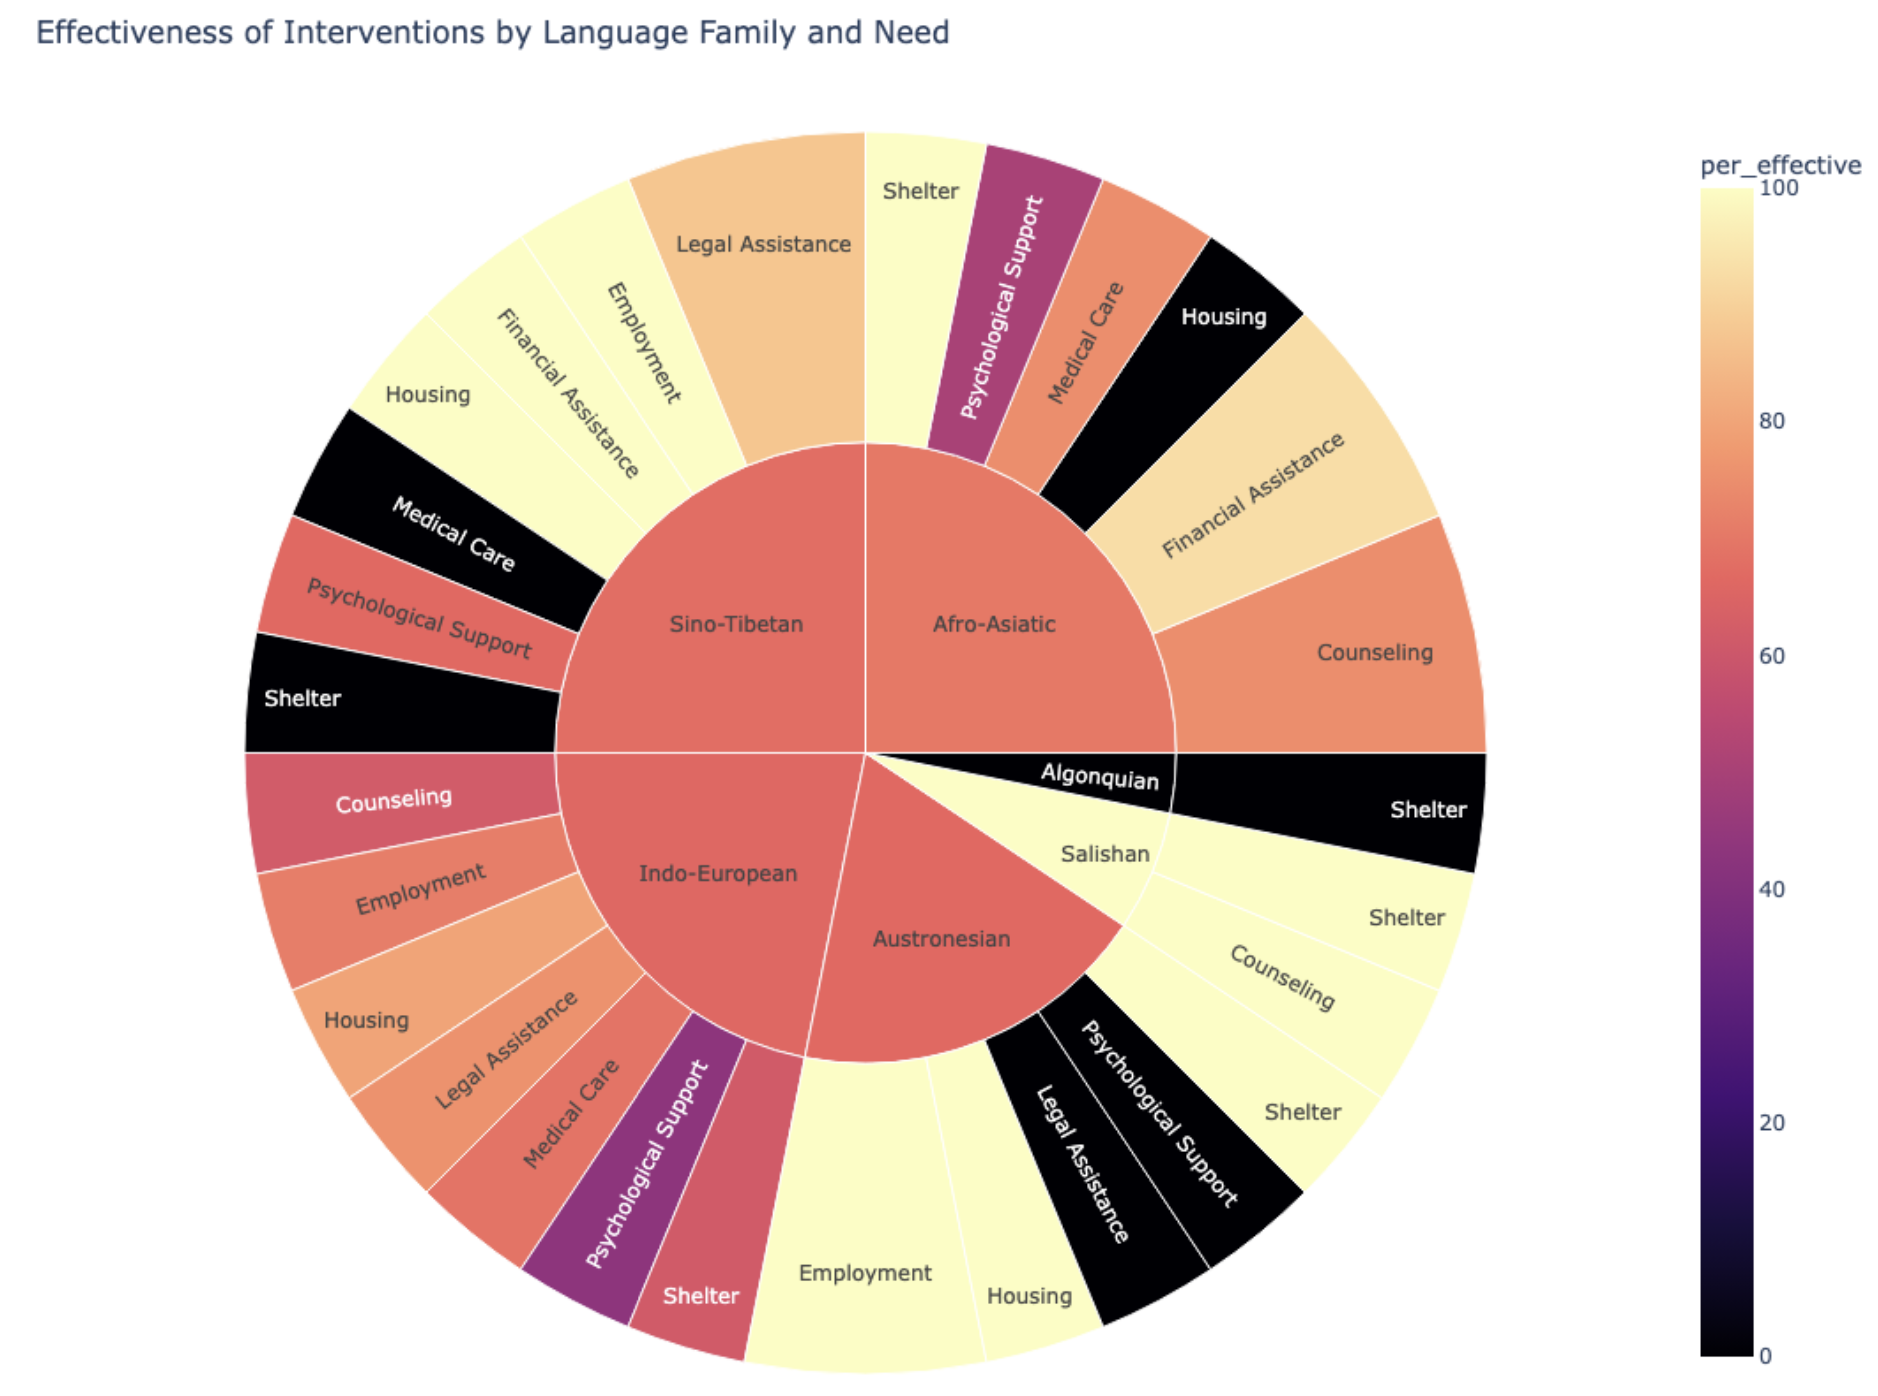 Effectiveness of Interventions by Language Family and Need
per_effective
100
80
60
40
20
0
Afro-Asiatic
Shelter
Psychological Support
Medical Care
Housing
Financial Assistance
Counseling
Algonquian
Shelter
Salishan
Shelter
Counseling
Austronesian
Shelter
Psychological Support
Legal Assistance
Housing
Employment
Indo-European
Shelter
Psychological Support
Medical Care
Legal Assistance
Housing
Employment
Counseling
Sino-Tibetan
Shelter
Psychological Support
Medical Care
Housing
Financial Assistance
Employment
Legal Assistance